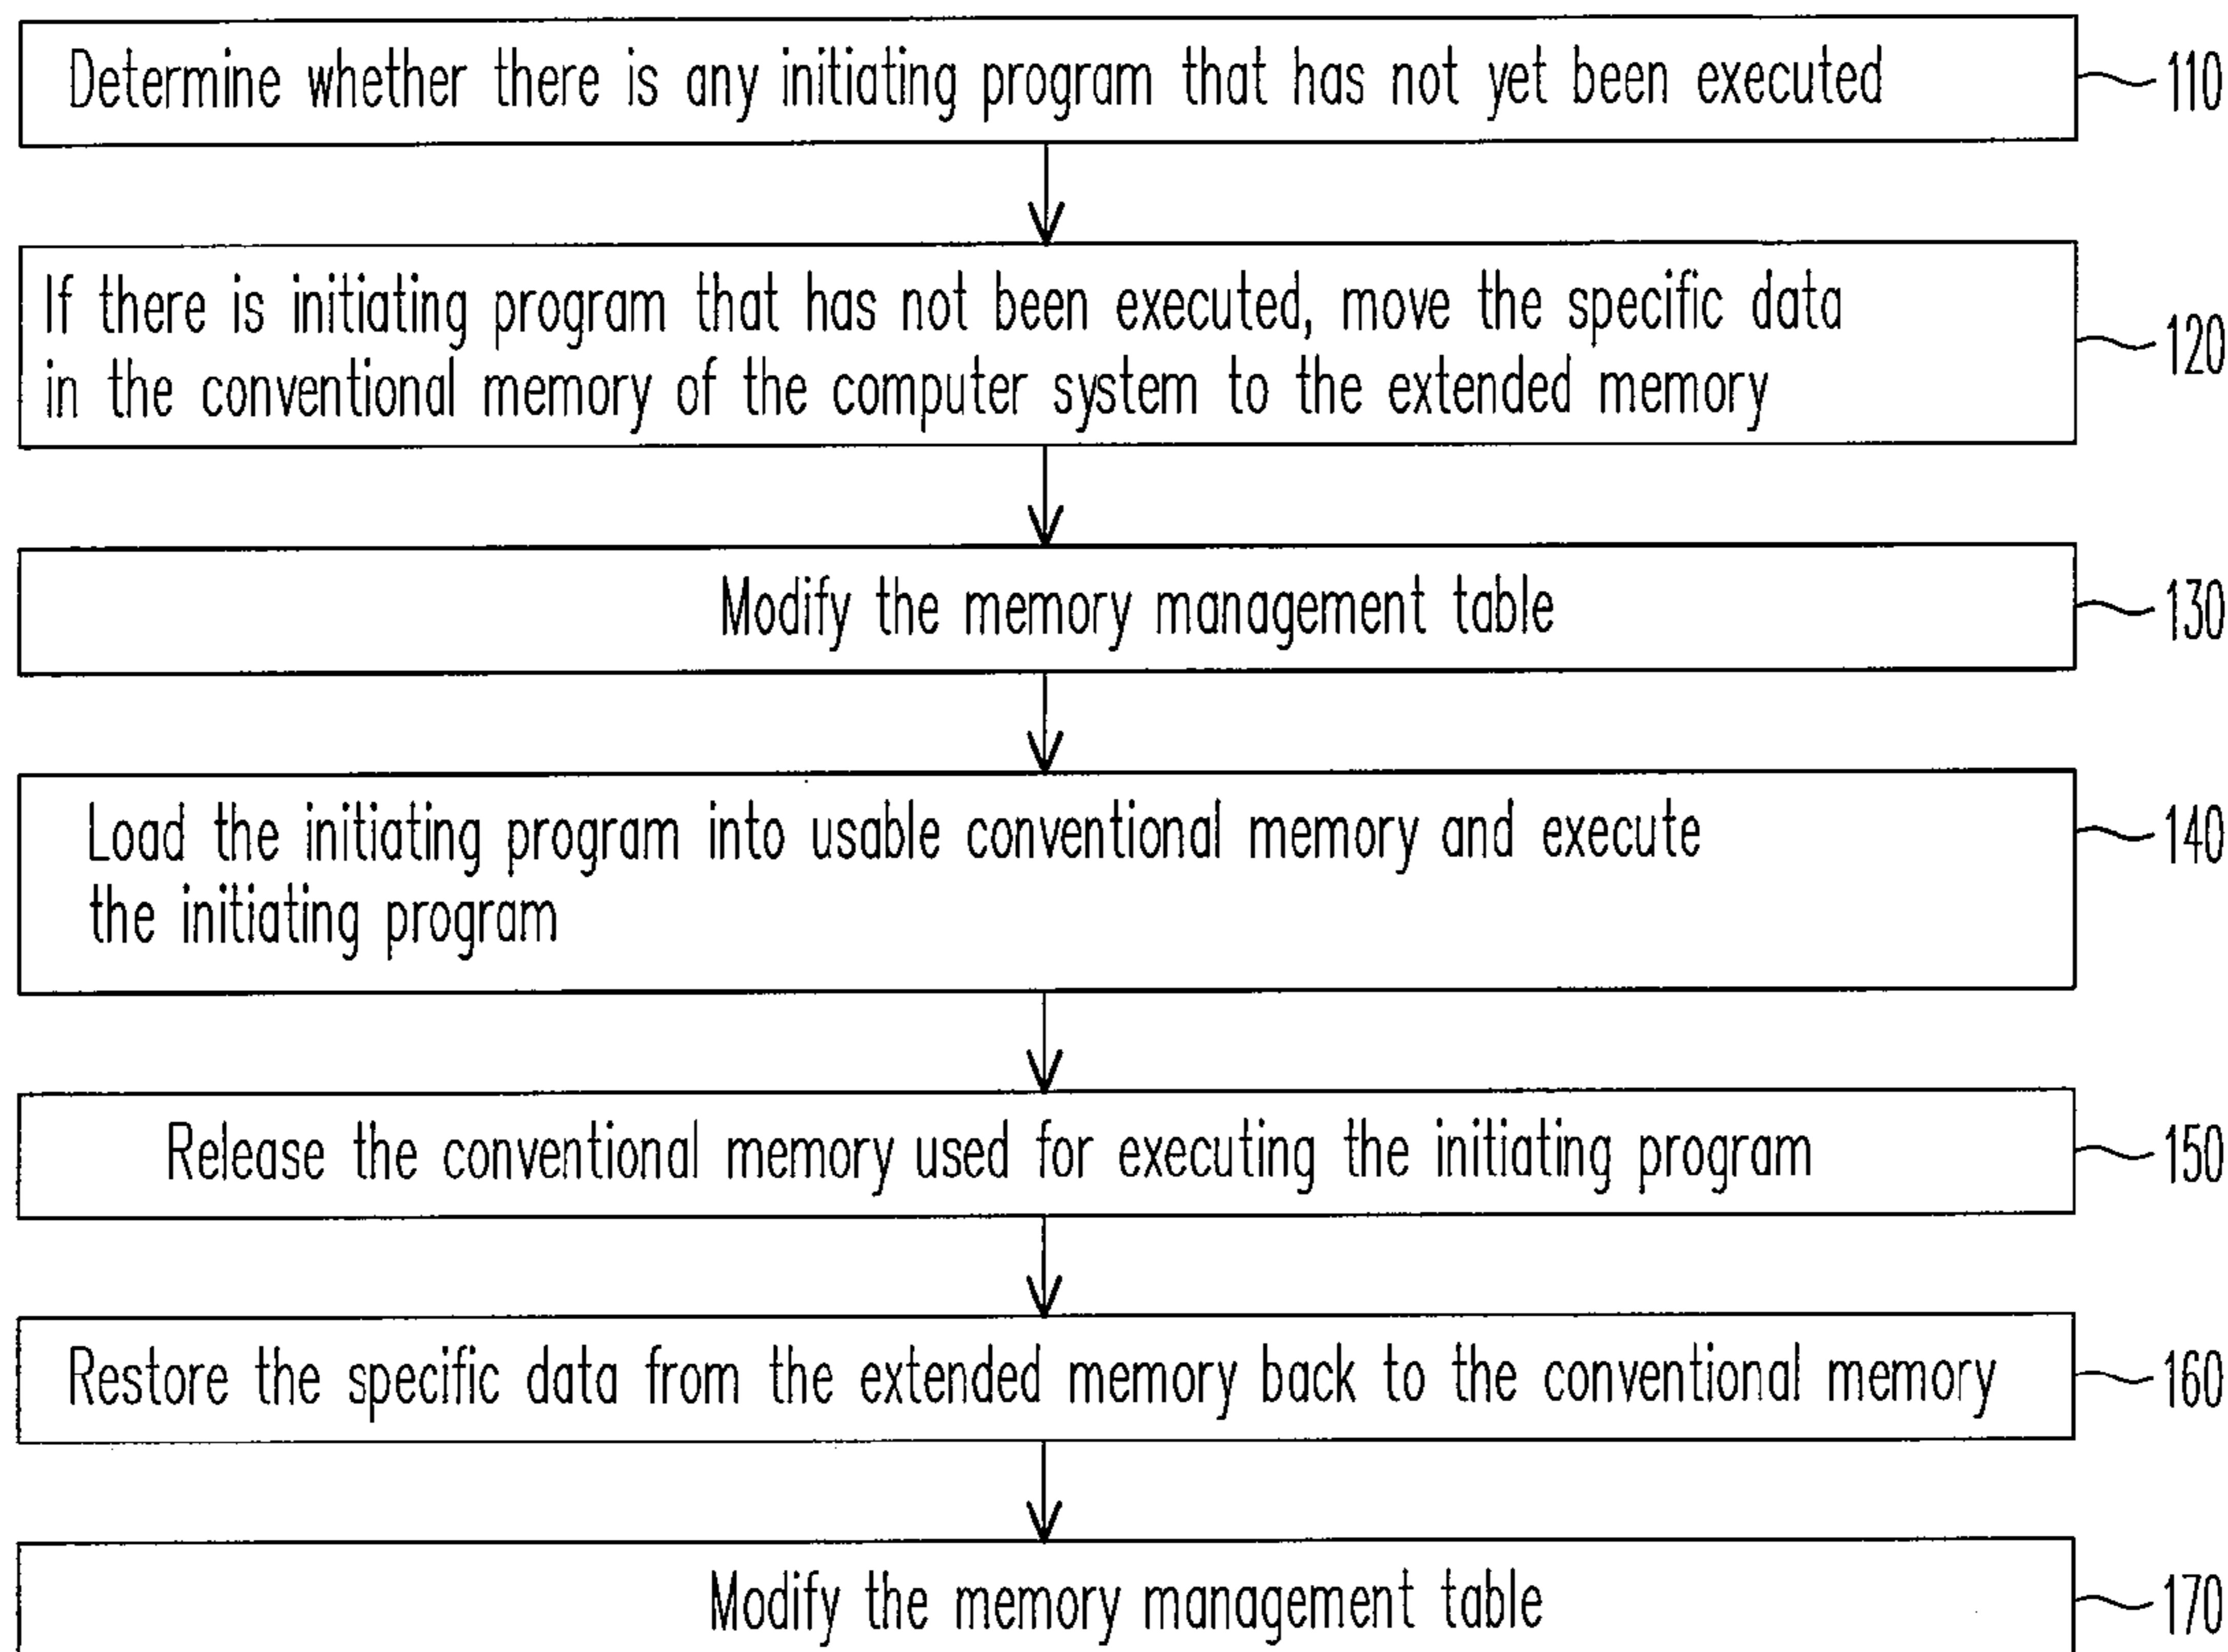 Determine whether there is any initiating program that has not yet been executed
110
If there is initiating program that has not been executed, move the specific data
in the conventional memory of the computer system to the extended memory
120
Modify the memory management table
130
Load the initiating program into usable conventional memory and execute
the initiating program
140
Release the conventional memory used for executing the initiating program
150
Restore the specific data from the extended memory back to the conventional memory
160
Modify the memory management table
170